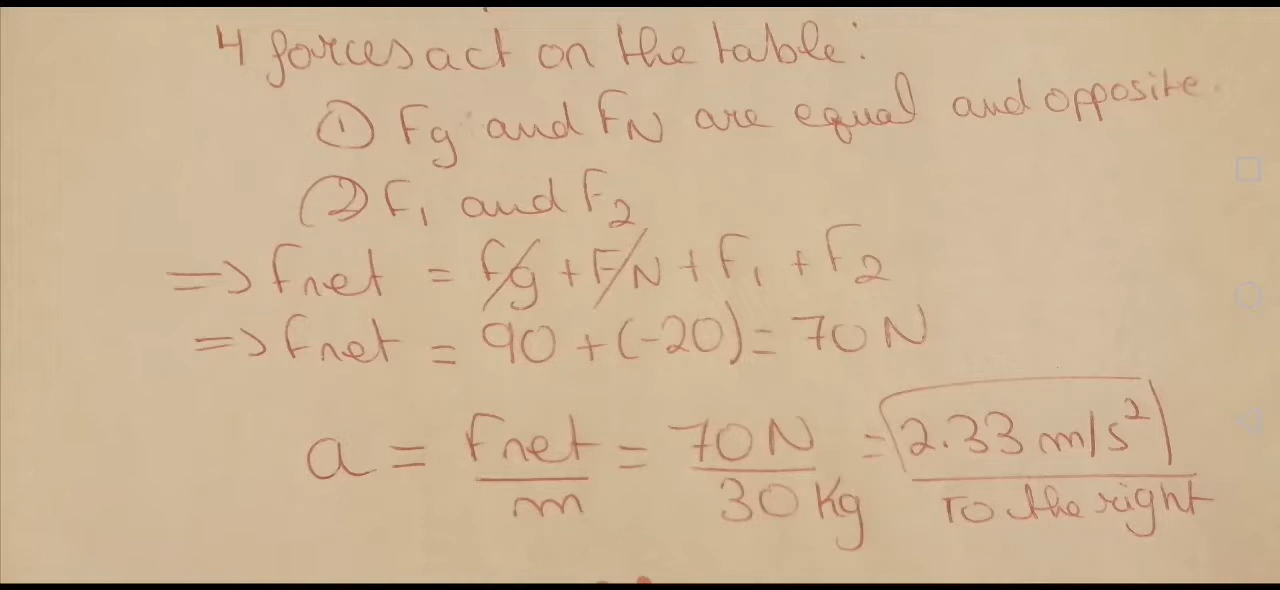 4 forces act on the table:
① Fg and FN are equal and opposite.
② F₁ and F₂
=> Fnet = Fg + FN + F₁ + F₂
=> Fnet = 90 + (-20) = 70 N
a = Fnet/m = 70 N/30 Kg = 2.33 m/s²
To the right